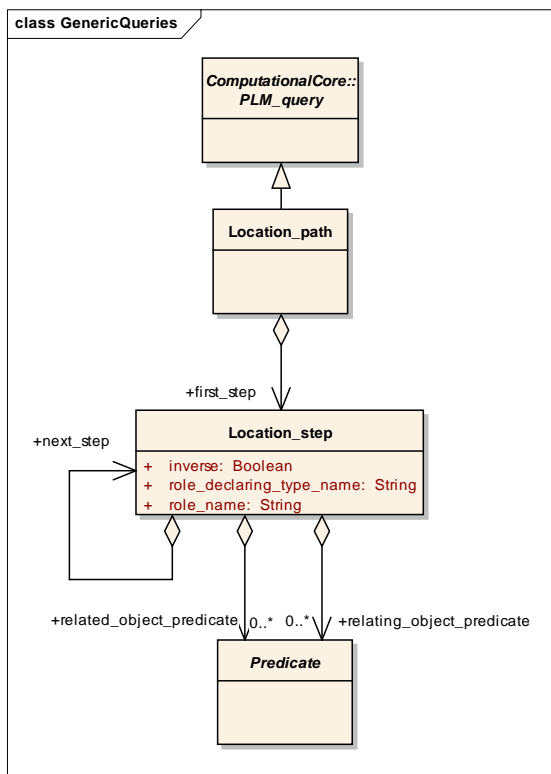 class GenericQueries
ComputationalCore::
PLM_query
Location_path
+first_step
+next_step
Location_step
+ inverse: Boolean
+ role_declaring_type_name: String
+ role_name: String
+related_object_predicate 0..* 0..* +relating_object_predicate
Predicate